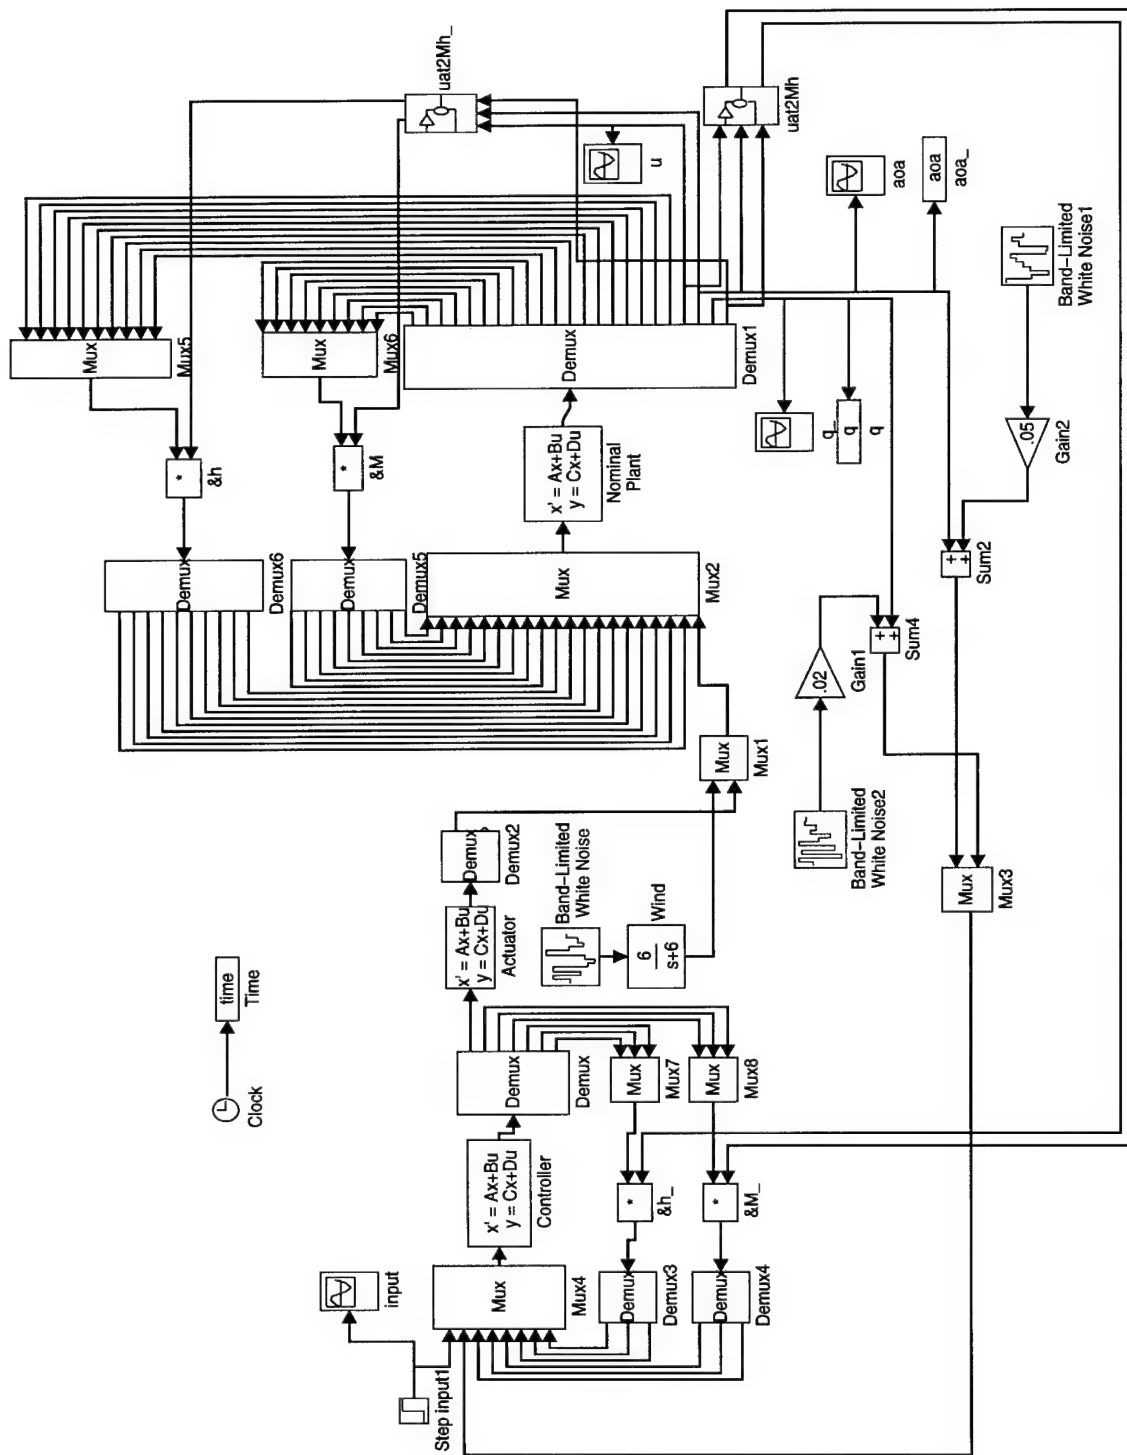 Mux
Mux5
*
&h
Demux
Demux6
time
Time
Clock
Mux
Mux6
*
&M
Demux
Demux5
uat2Mh_
input
Step input1
Mux
Mux4
x' = Ax+Bu
y = Cx+Du
Controller
Demux
Demux
x' = Ax+Bu
y = Cx+Du
Actuator
Demux
Demux2
Mux
Mux2
x' = Ax+Bu
y = Cx+Du
Nominal
Plant
Demux
Demux1
u
Band-Limited
White Noise
6
s+6
Wind
Demux
Demux3
*
&h_
Mux
Mux7
Demux
Demux4
*
&M_
Mux
Mux8
Mux
Mux1
uat2Mh
q_
q
q
aoa
aoa
aoa_
Band-Limited
White Noise2
.02
Gain1
+
+
Sum4
Mux
Mux3
+
+
Sum2
.05
Gain2
Band-Limited
White Noise1